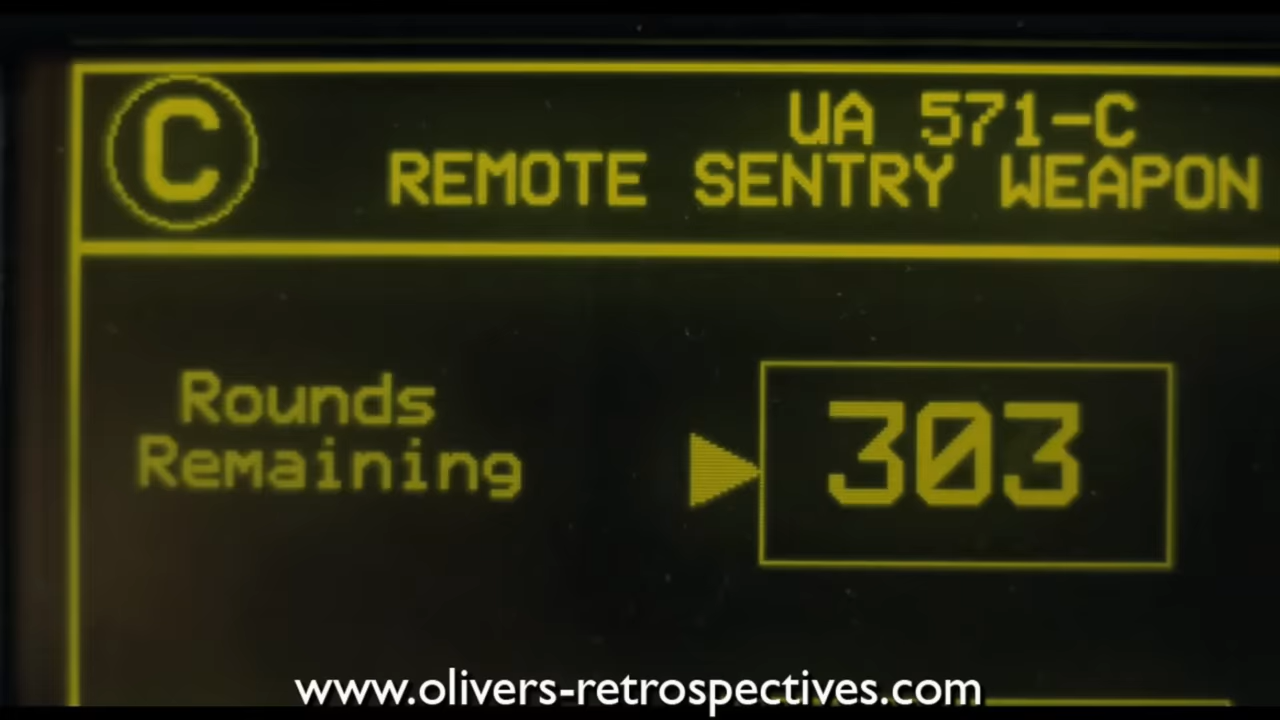 C
UA 571-C
REMOTE SENTRY WEAPON
Rounds
Remaining
303
www.olivers-retrospectives.com